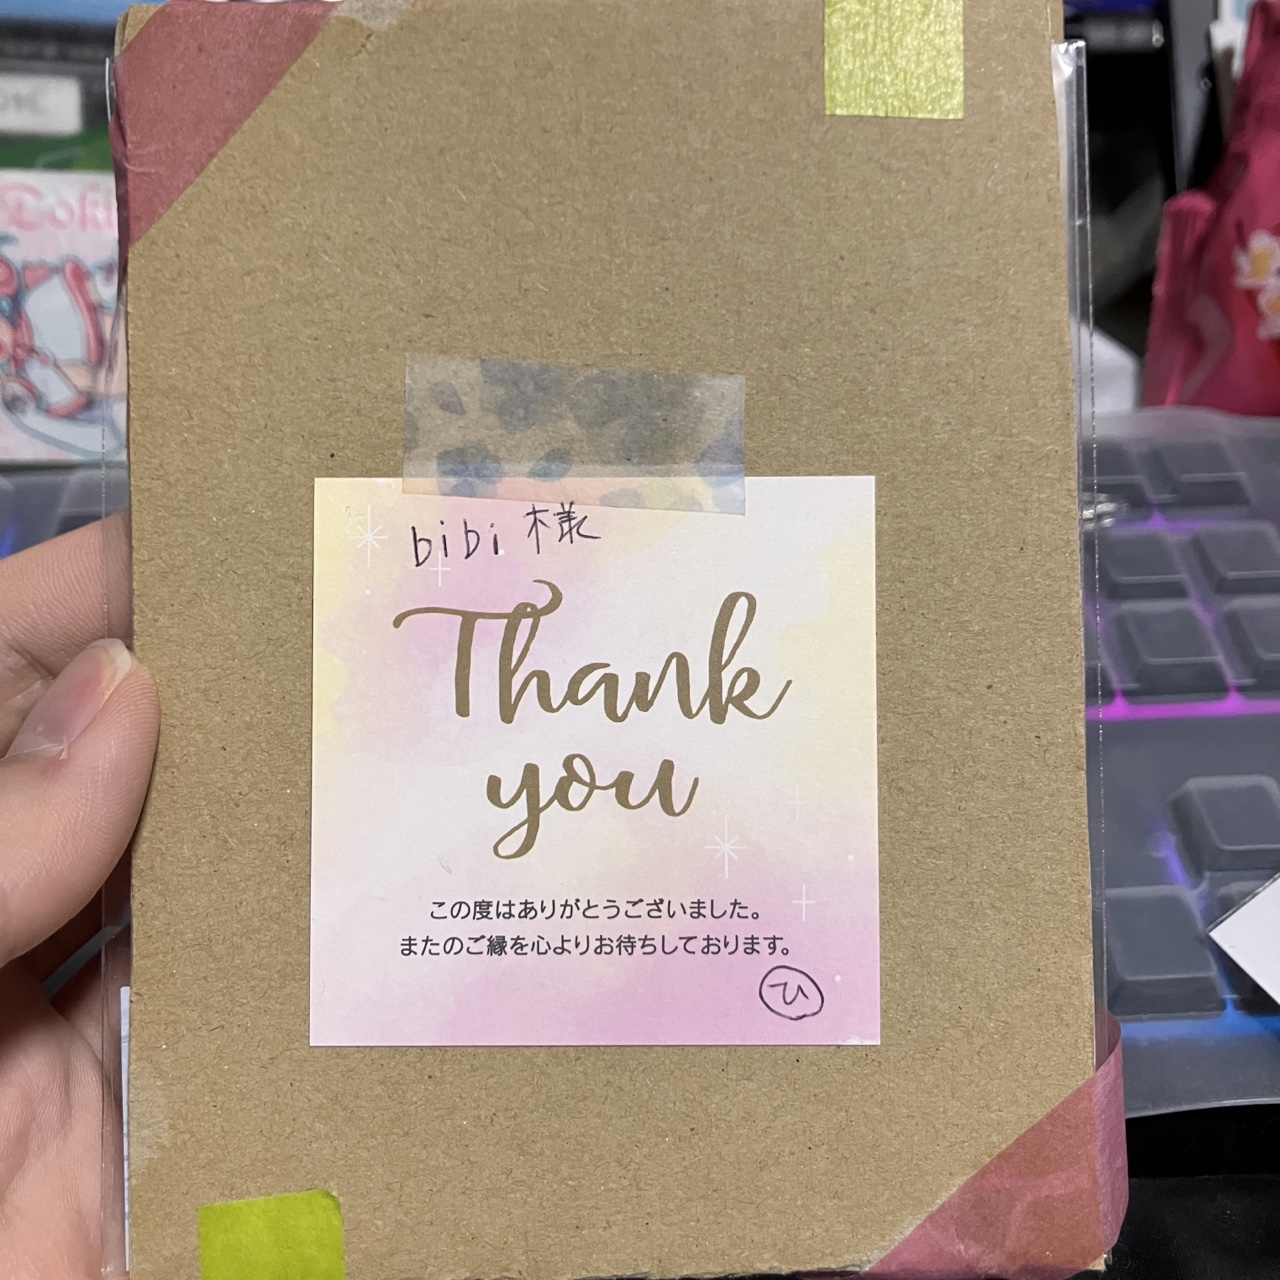 Doki
bibi 様
Thank
you
この度はありがとうございました。
またのご縁を心よりお待ちしております。
ひ